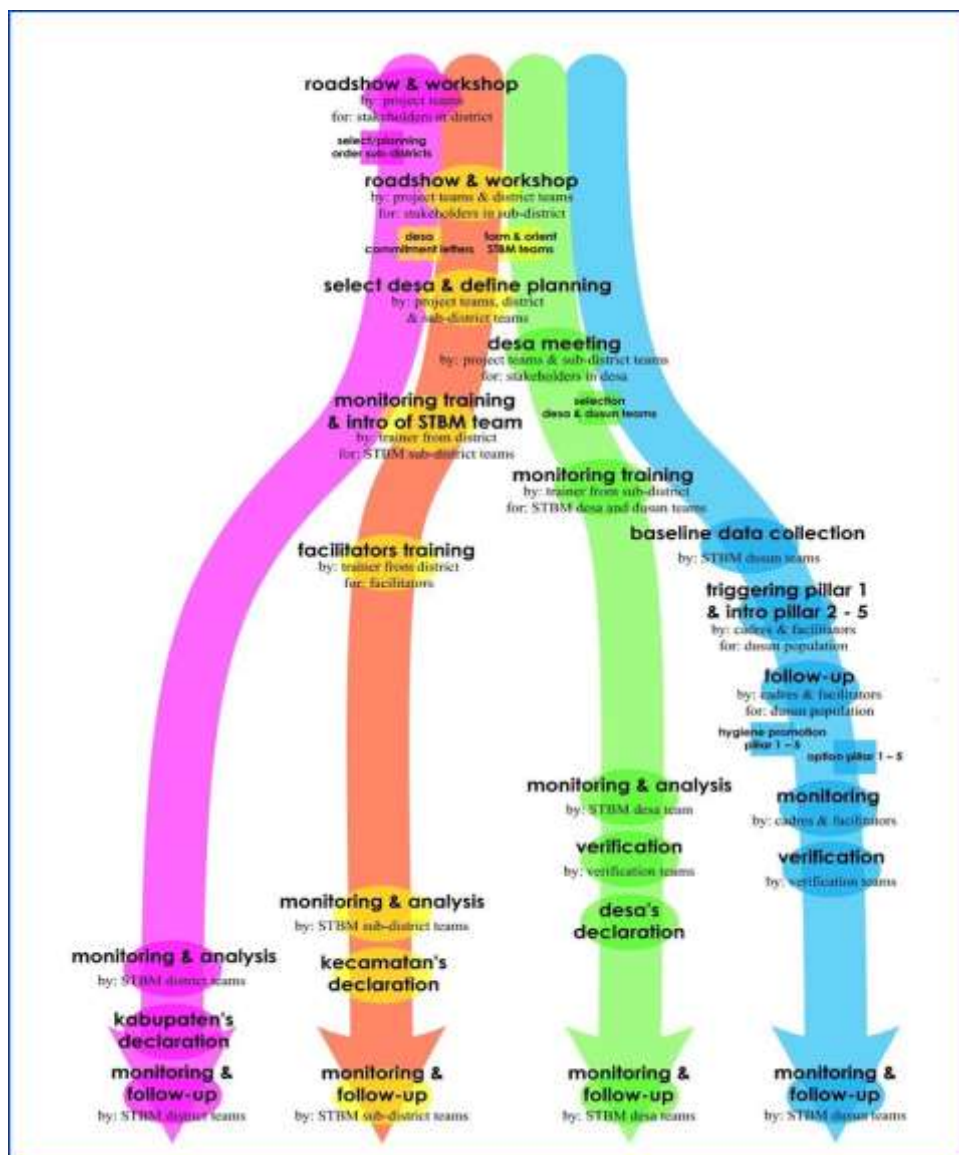 roadshow & workshop
by: project teams
for: stakeholders in district
select/planning
order sub-districts
roadshow & workshop
by: project teams & district teams
for: stakeholders in sub-district
desa
commitment letters
form & orient
STBM teams
select desa & define planning
by: project teams, district
& sub-district teams
desa meeting
by: project teams & sub-district teams
for: stakeholders in desa
selection
desa & dusun teams
monitoring training
& intro of STBM team
by: trainer from district
for: STBM sub-district teams
monitoring training
by: trainer from sub-district
for: STBM desa and dusun teams
baseline data collection
by: STBM dusun teams
facilitators training
by: trainer from district
for: facilitators
triggering pillar 1
& intro pillar 2 - 5
by: cadres & facilitators
for: dusun population
follow-up
by: cadres & facilitators
for: dusun population
hygiene promotion
pillar 1 – 5
option pillar 1 – 5
monitoring & analysis
by: STBM desa team
monitoring
by: cadres & facilitators
verification
by: verification teams
verification
by: verification teams
monitoring & analysis
by: STBM sub-district teams
desa's
declaration
monitoring & analysis
by: STBM district teams
kecamatan's
declaration
kabupaten's
declaration
monitoring &
follow-up
by: STBM district teams
monitoring &
follow-up
by: STBM sub-district teams
monitoring &
follow-up
by: STBM desa teams
monitoring &
follow-up
by: STBM dusun teams